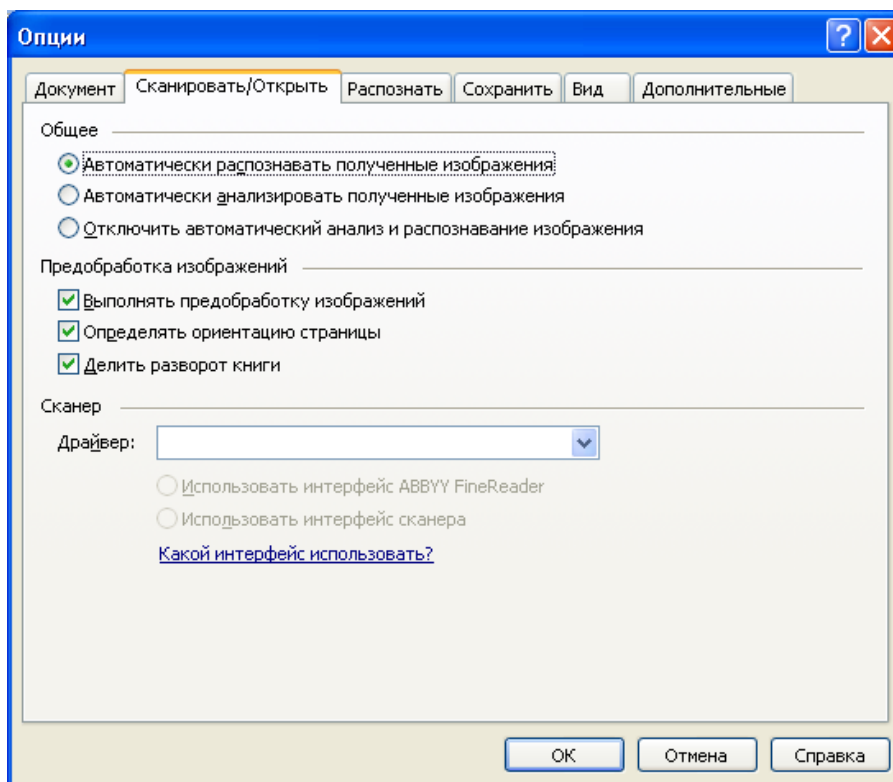 Опции
Документ Сканировать/Открыть Распознать Сохранить Вид Дополнительные
Общее
Автоматически распознавать полученные изображения
Автоматически анализировать полученные изображения
Отключить автоматический анализ и распознавание изображения
Предобработка изображений
Выполнять предобработку изображений
Определять ориентацию страницы
Делить разворот книги
Сканер
Драйвер:
Использовать интерфейс ABBYY FineReader
Использовать интерфейс сканера
Какой интерфейс использовать?
ОК Отмена Справка